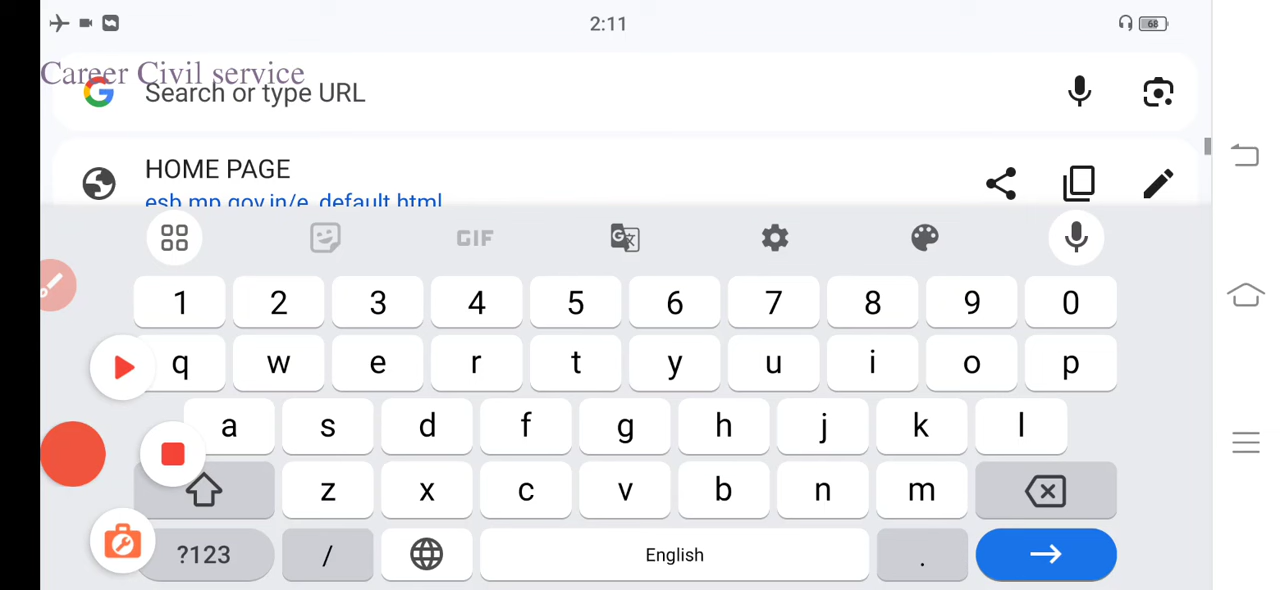 2:11
68
Career Civil service
Search or type URL
HOME PAGE
esb.mp.gov.in/e_default.html
GIF
1 2 3 4 5 6 7 8 9 0
q w e r t y u i o p
a s d f g h j k l
z x c v b n m
?123 / English .